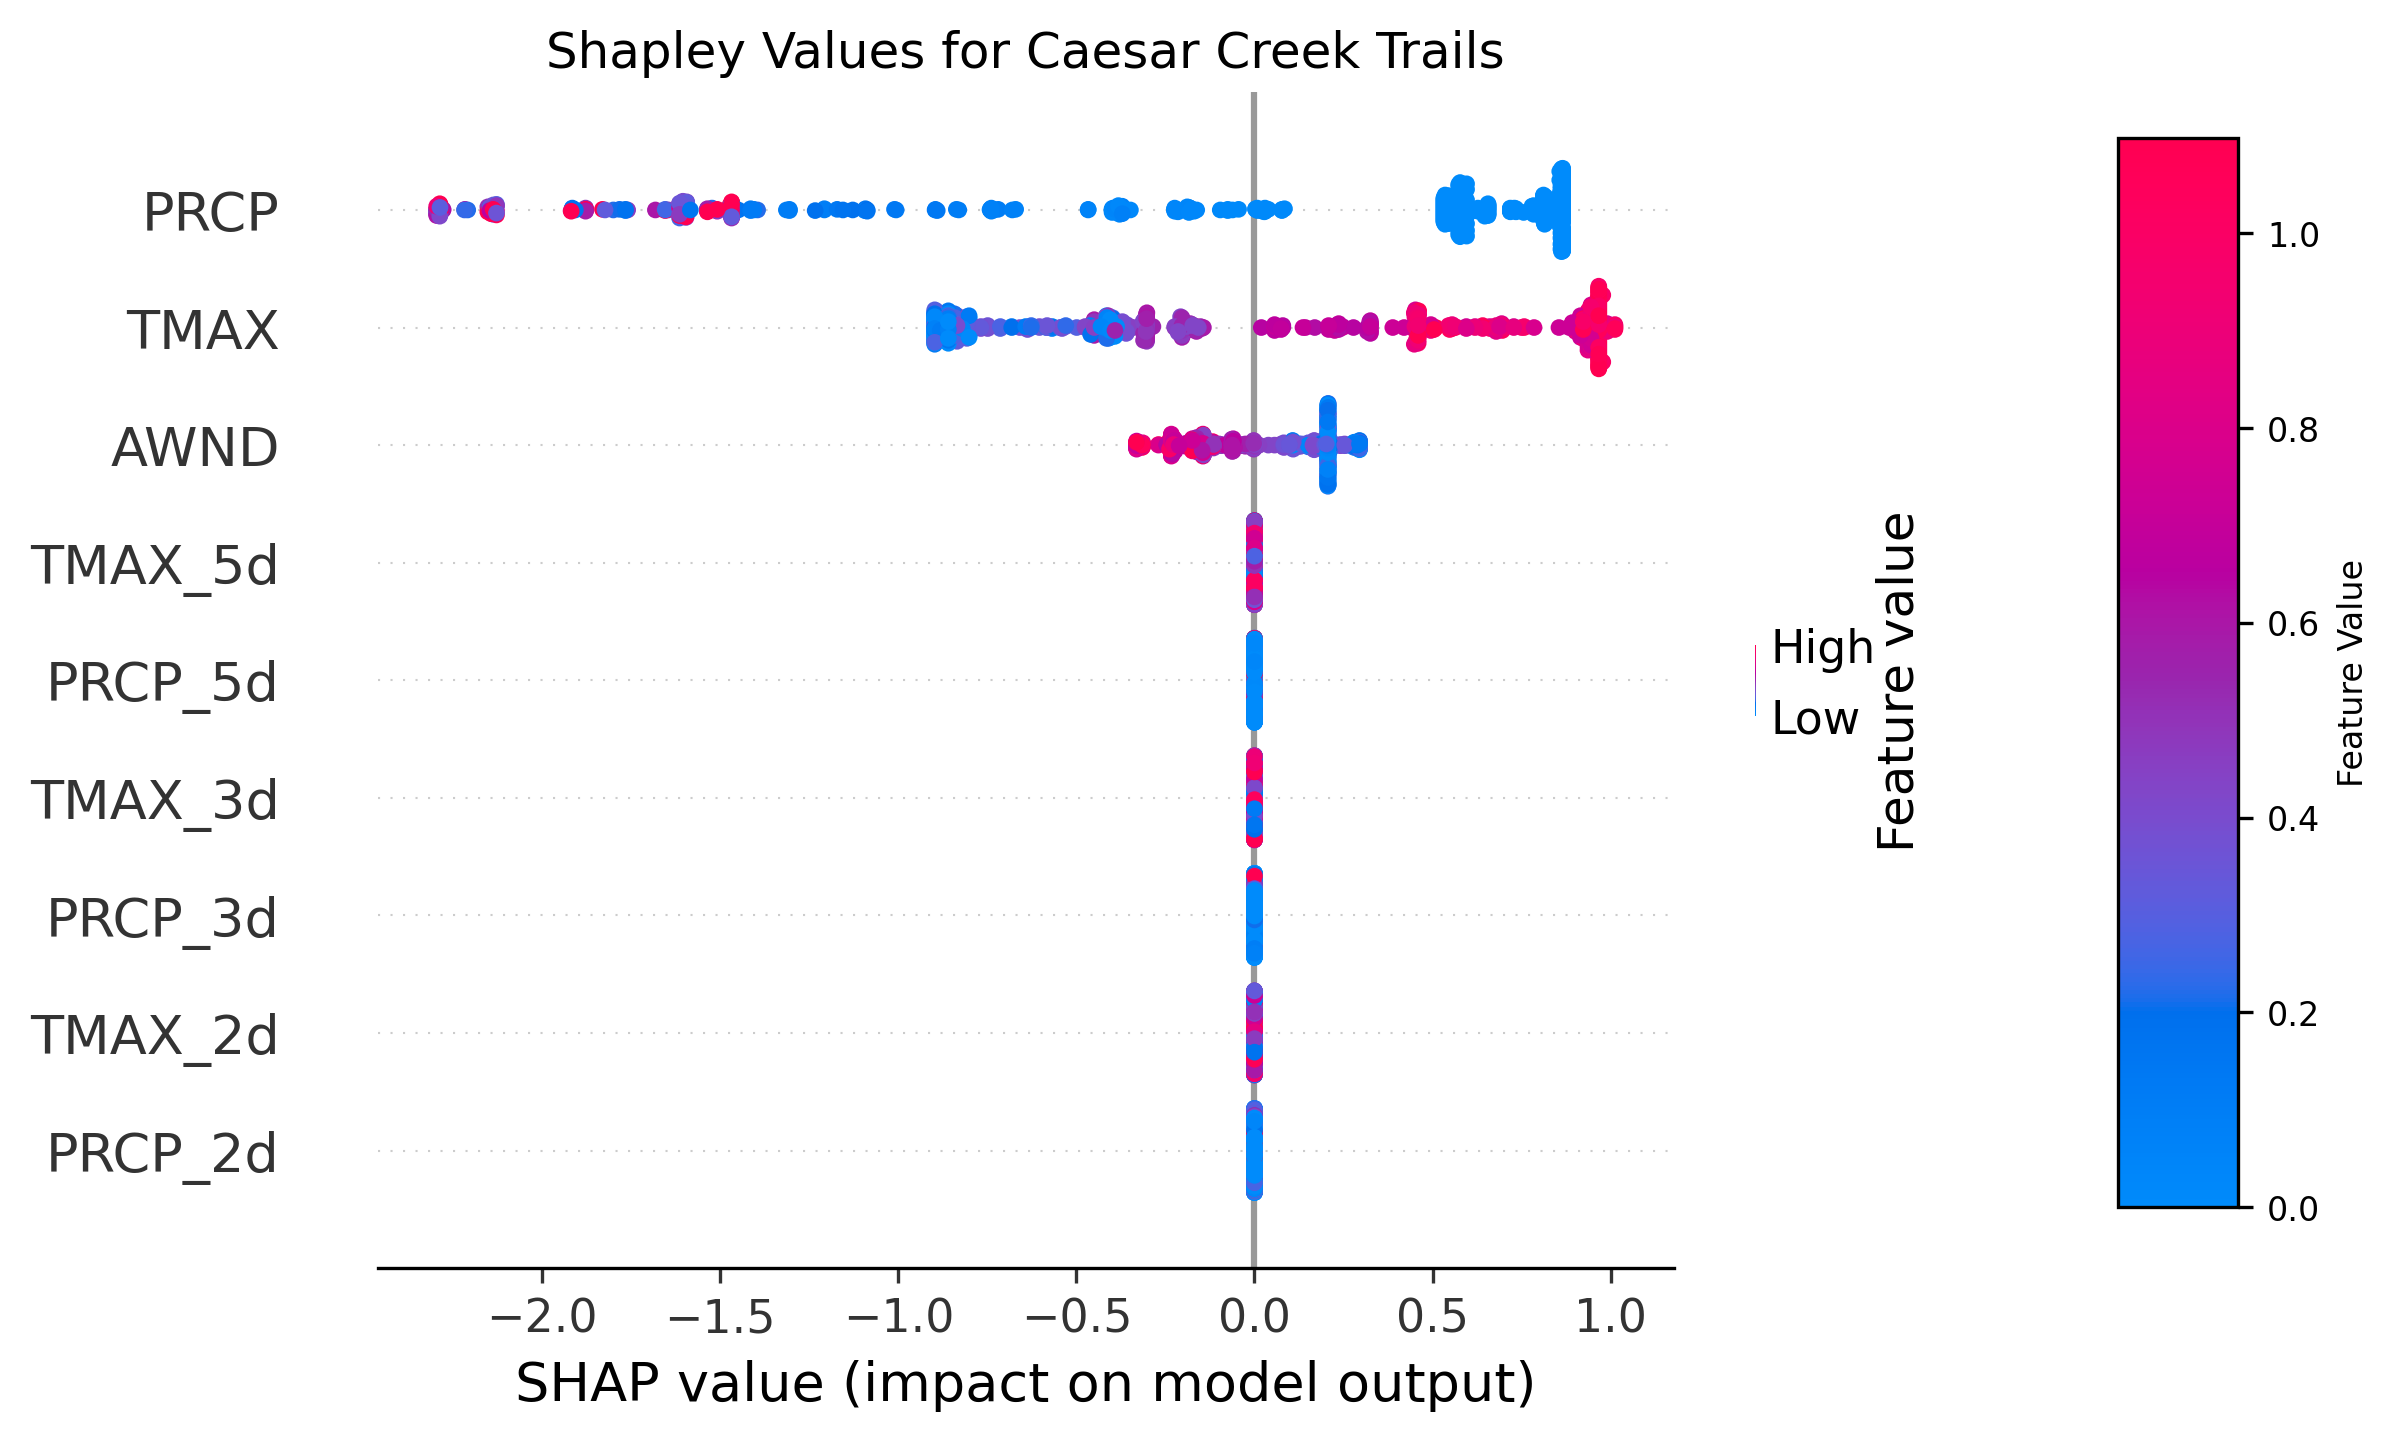 Shapley Values for Caesar Creek Trails
PRCP
TMAX
AWND
TMAX_5d
PRCP_5d
TMAX_3d
PRCP_3d
TMAX_2d
PRCP_2d
−2.0
−1.5
−1.0
−0.5
0.0
0.5
1.0
SHAP value (impact on model output)
High
Low
Feature value
1.0
0.8
0.6
0.4
0.2
0.0
Feature Value